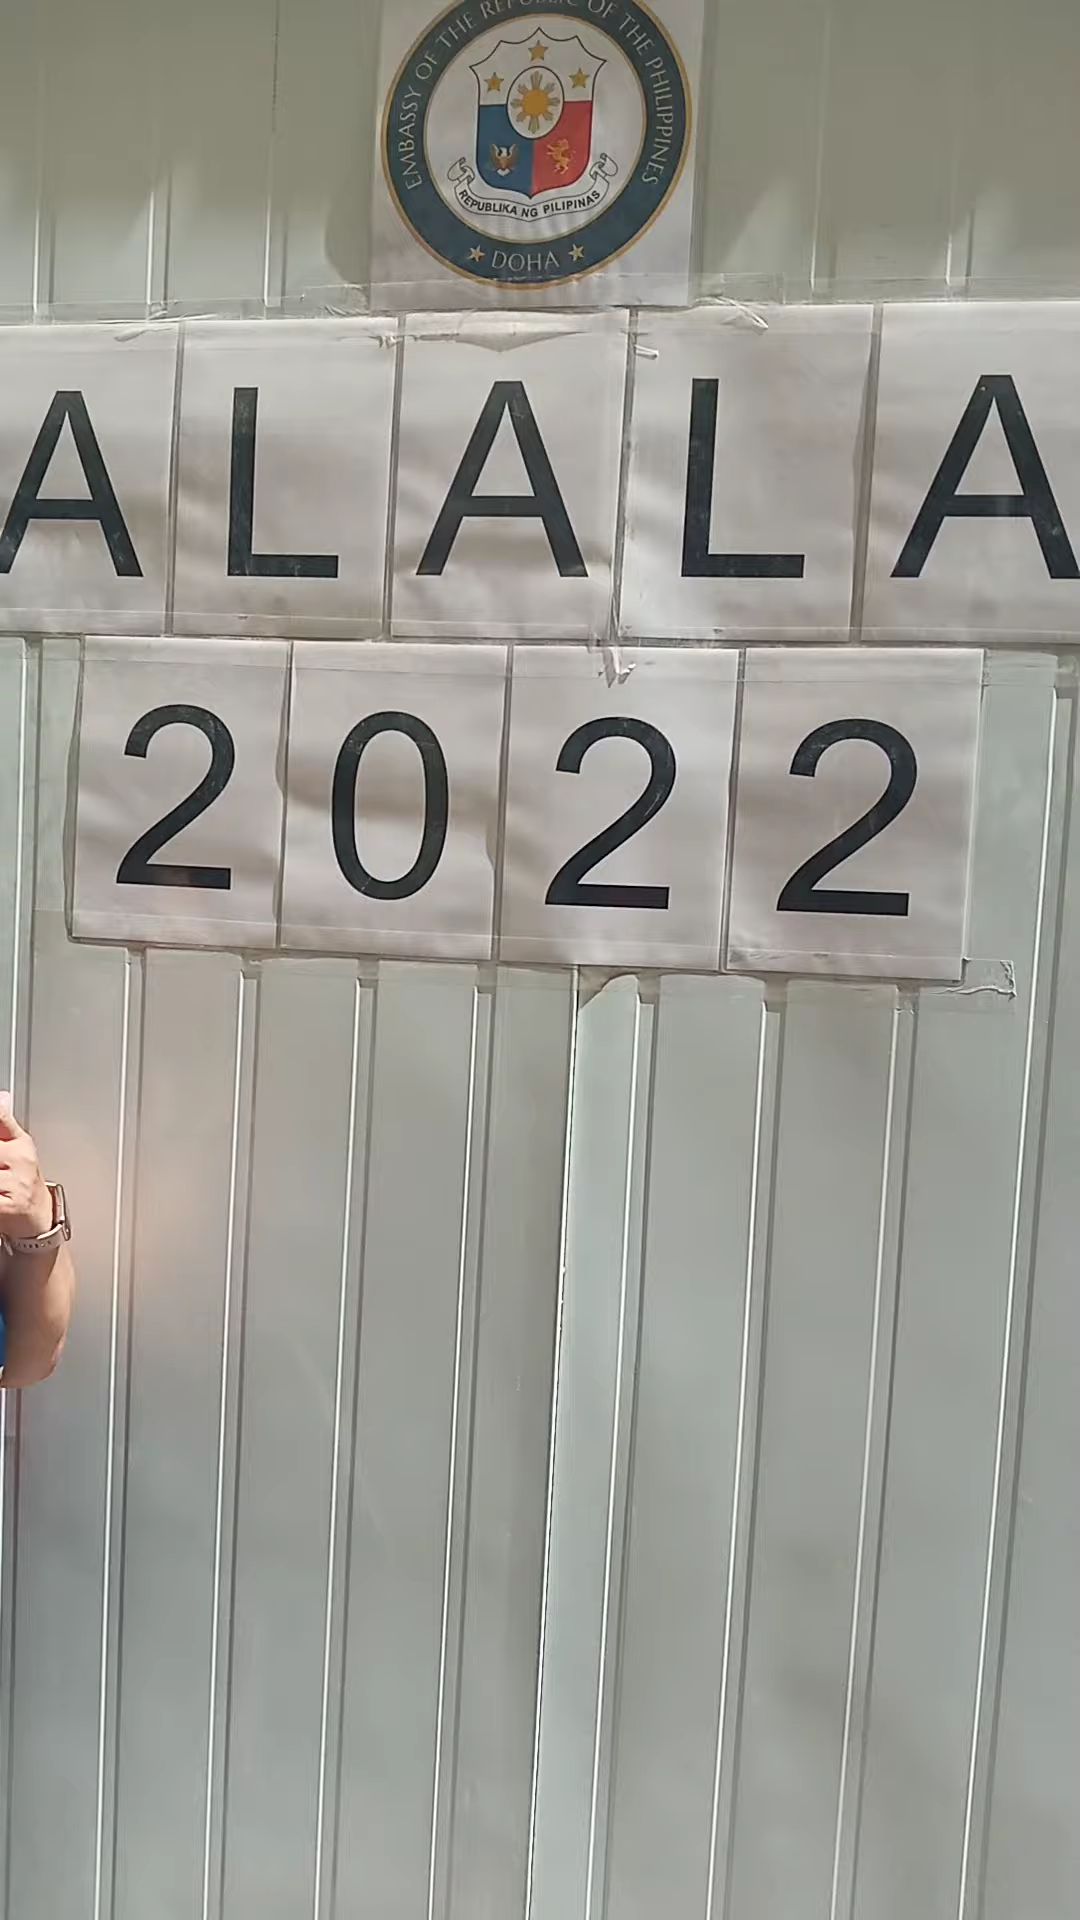 EMBASSY OF THE REPUBLIC OF THE PHILIPPINES
REPUBLIKA NG PILIPINAS
★ DOHA ★
ALALA
2022